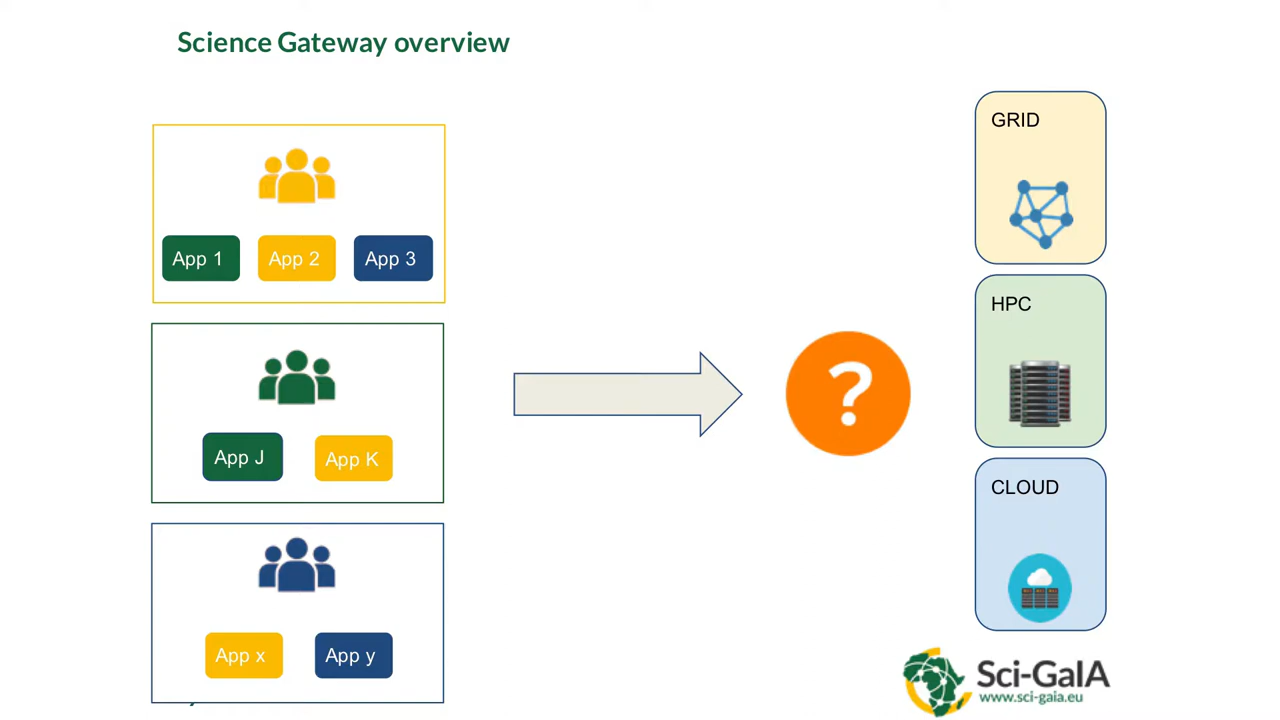 Science Gateway overview
App 1
App 2
App 3
App J
App K
App x
App y
?
GRID
HPC
CLOUD
Sci-GaIA
www.sci-gaia.eu